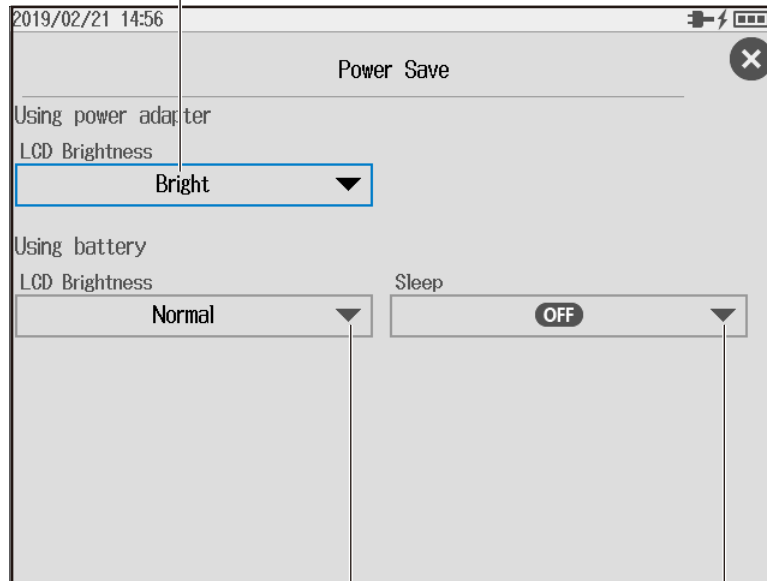 2019/02/21 14:56
Power Save
Using power adapter
LCD Brightness
Bright
Using battery
LCD Brightness
Sleep
Normal
OFF